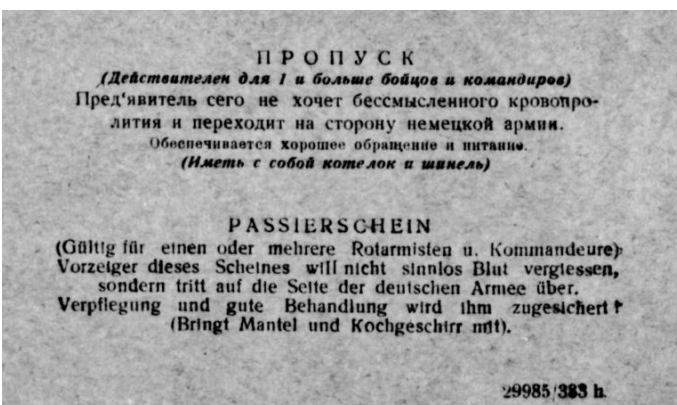 ПРОПУСК
(Действителен для 1 и больше бойцов и командиров)
Пред‘явитель сего не хочет бессмысленного кровопро-
лития и переходит на сторону немецкой армии.
Обеспечивается хорошее обращение и питание.
(Иметь с собой котелок и шинель)
PASSIERSCHEIN
(Gültig für einen oder mehrere Rotarmisten u. Kommandeure)
Vorzeiger dieses Scheines will nicht sinnlos Blut vergiessen,
sondern tritt auf die Seite der deutschen Armee über.
Verpflegung und gute Behandlung wird ihm zugesichert
(Bringt Mantel und Kochgeschirr mit).
29985/383 h.